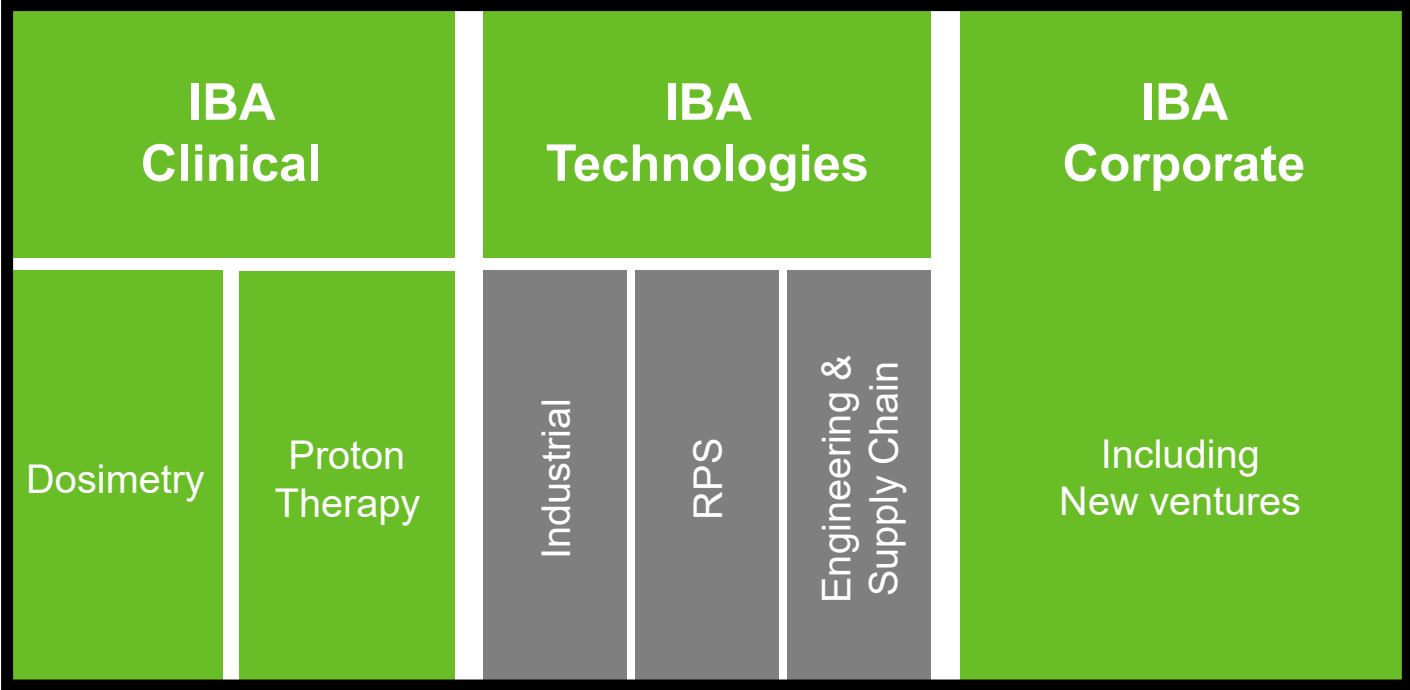 IBA
Clinical
IBA
Technologies
IBA
Corporate
Dosimetry
Proton
Therapy
Industrial
RPS
Engineering &
Supply Chain
Including
New ventures